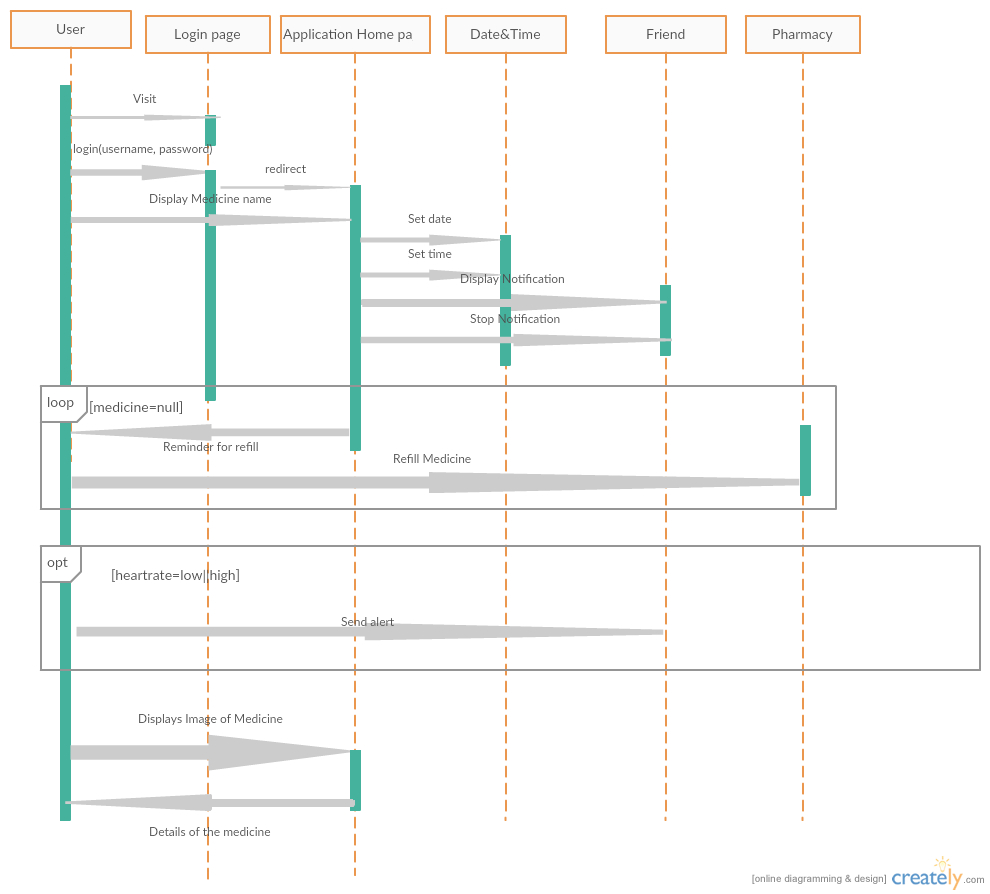 User
Login page
Application Home pa
Date&Time
Friend
Pharmacy
Visit
login(username, password)
redirect
Display Medicine name
Set date
Set time
Display Notification
Stop Notification
loop
[medicine=null]
Reminder for refill
Refill Medicine
opt
[heartrate=low||high]
Send alert
Displays Image of Medicine
Details of the medicine
[online diagramming & design] creately.com